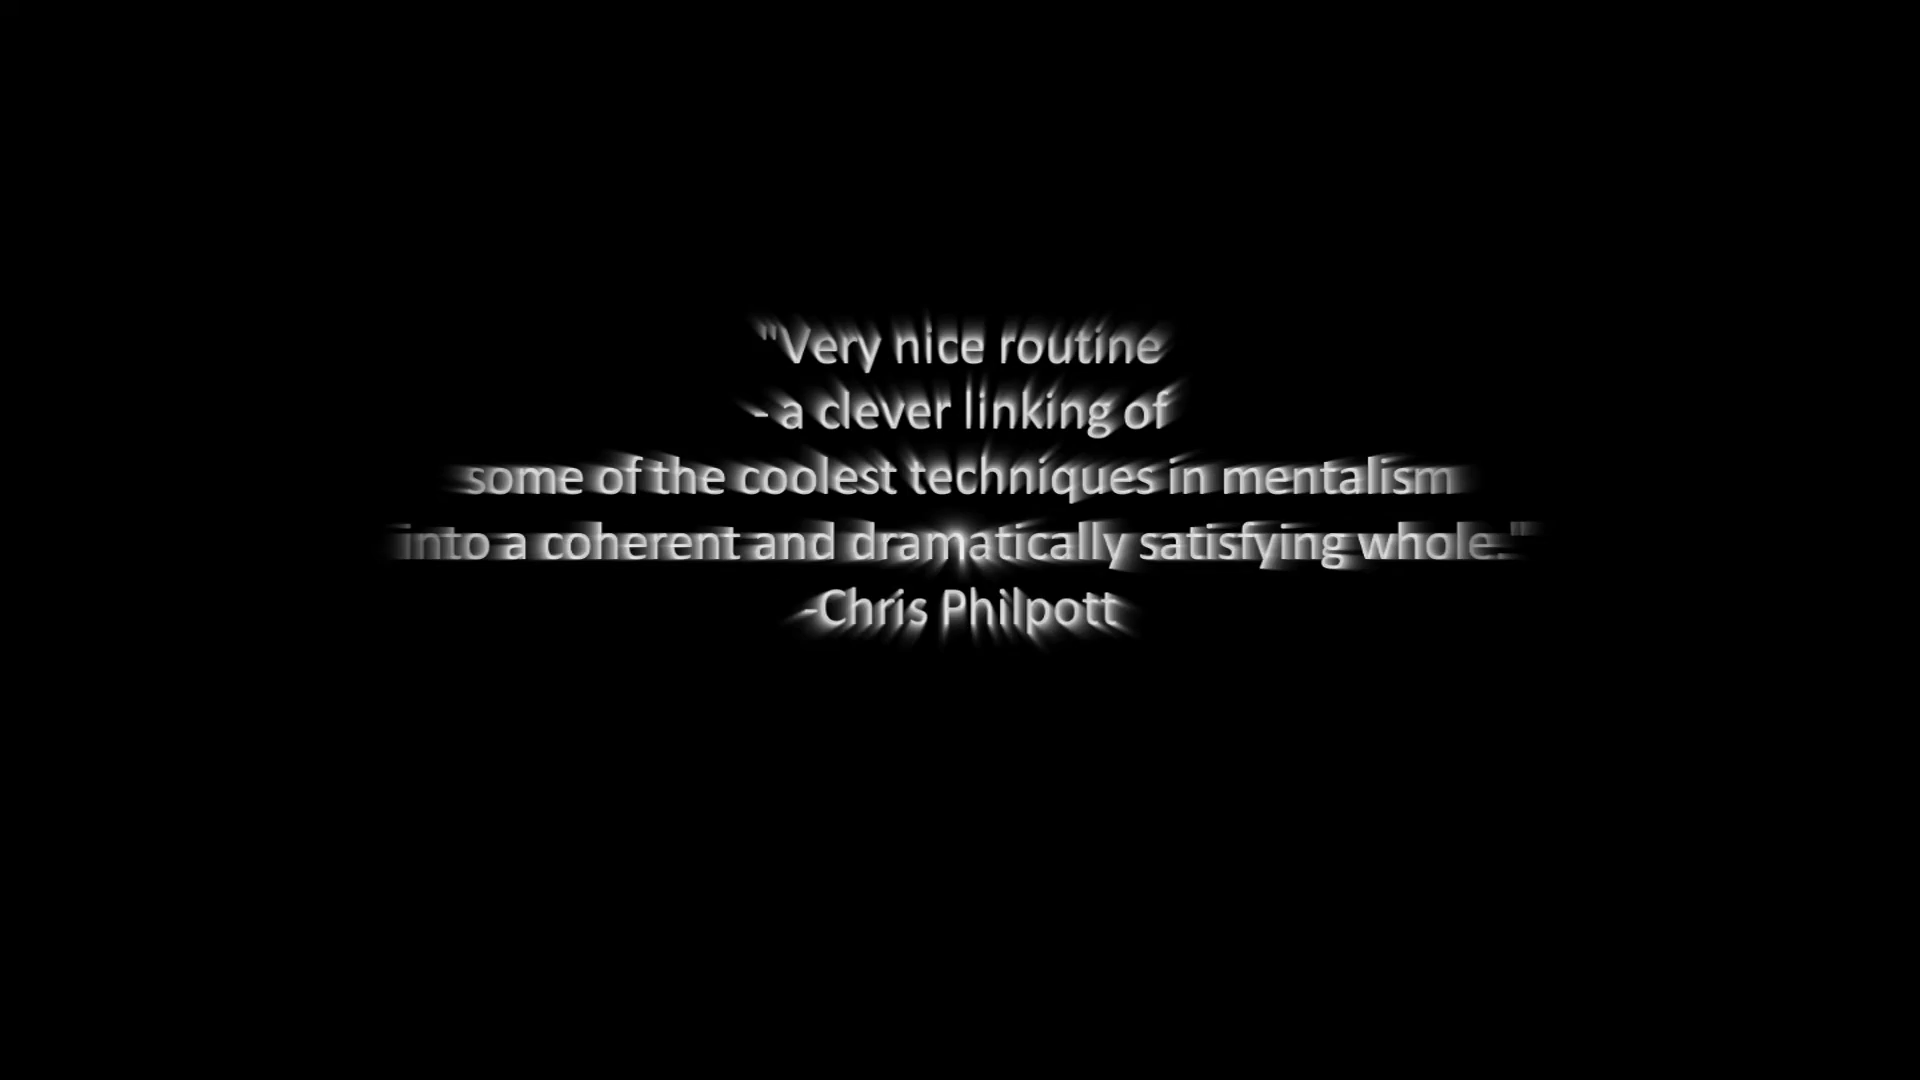 "Very nice routine
- a clever linking of
some of the coolest techniques in mentalism
into a coherent and dramatically satisfying whole."
-Chris Philpott